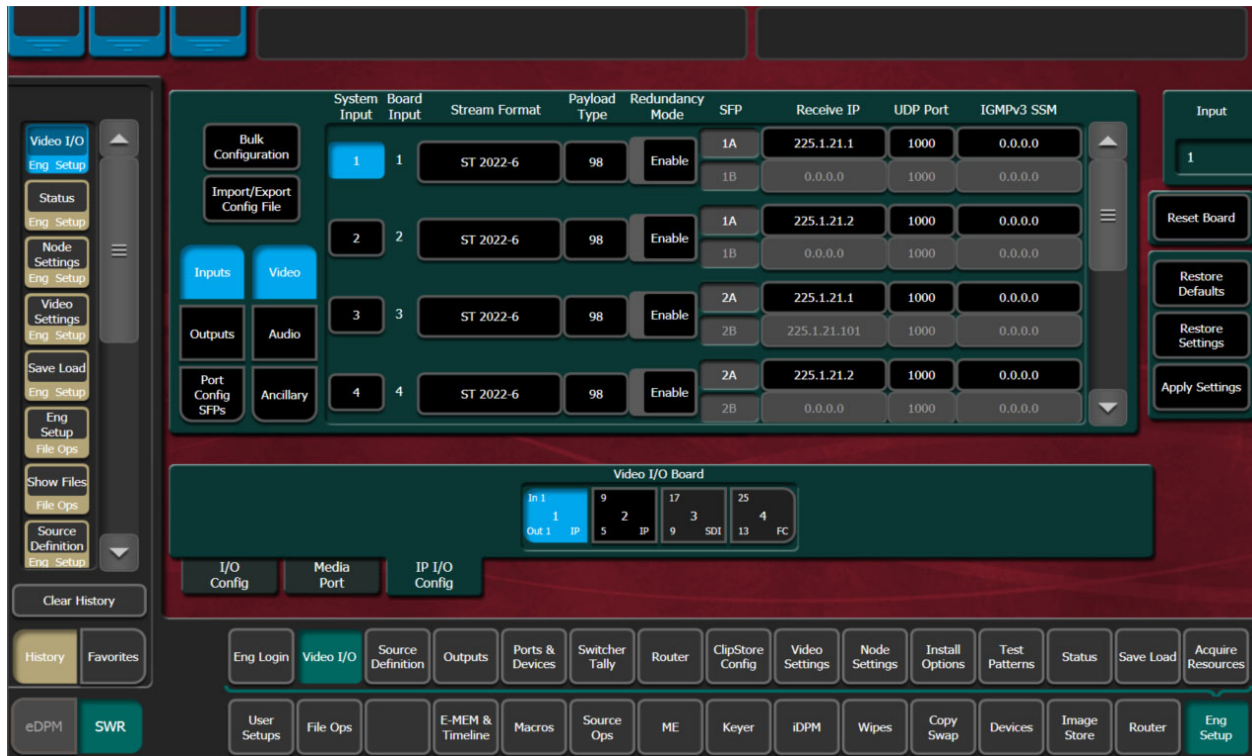 System Input
Board Input
Stream Format
Payload Type
Redundancy Mode
SFP
Receive IP
UDP Port
IGMPv3 SSM
Bulk Configuration
Import/Export Config File
Inputs
Video
Outputs
Audio
Port Config SFPs
Ancillary
1 1 ST 2022-6 98 Enable 1A 225.1.21.1 1000 0.0.0.0
1B 0.0.0.0 1000 0.0.0.0
2 2 ST 2022-6 98 Enable 1A 225.1.21.2 1000 0.0.0.0
1B 0.0.0.0 1000 0.0.0.0
3 3 ST 2022-6 98 Enable 2A 225.1.21.1 1000 0.0.0.0
2B 225.1.21.101 1000 0.0.0.0
4 4 ST 2022-6 98 Enable 2A 225.1.21.2 1000 0.0.0.0
2B 0.0.0.0 1000 0.0.0.0
Input
1
Reset Board
Restore Defaults
Restore Settings
Apply Settings
Video I/O
Eng Setup
Status
Eng Setup
Node Settings
Eng Setup
Video Settings
Eng Setup
Save Load
Eng Setup
Eng Setup
File Ops
Show Files
File Ops
Source Definition
Eng Setup
Clear History
History
Favorites
eDPM
SWR
Video I/O Board
In 1
1
Out 1 IP
9
2
5 IP
17
3
9 SDI
25
4
13 FC
I/O Config
Media Port
IP I/O Config
Eng Login
Video I/O
Source Definition
Outputs
Ports & Devices
Switcher Tally
Router
ClipStore Config
Video Settings
Node Settings
Install Options
Test Patterns
Status
Save Load
Acquire Resources
User Setups
File Ops
E-MEM & Timeline
Macros
Source Ops
ME
Keyer
iDPM
Wipes
Copy Swap
Devices
Image Store
Router
Eng Setup